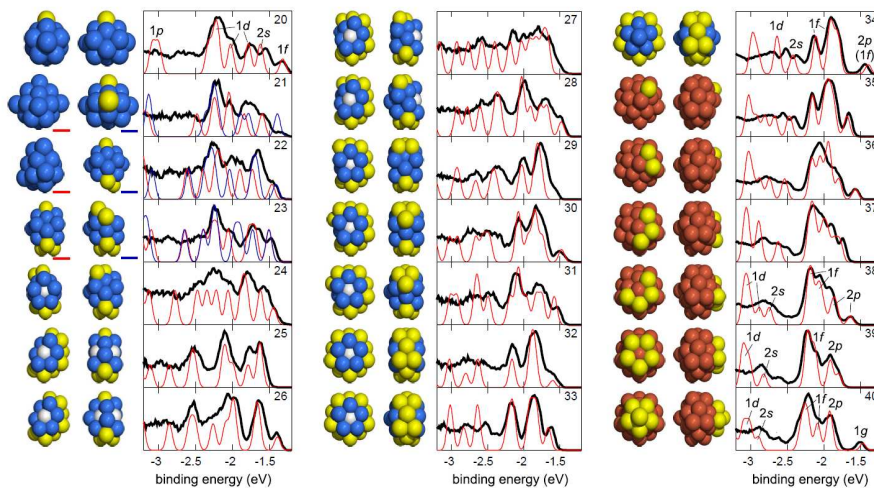 20
1p
1d
2s
1f
21
22
23
24
25
26
-3
-2.5
-2
-1.5
binding energy (eV)
27
28
29
30
31
32
33
-3
-2.5
-2
-1.5
binding energy (eV)
34
1d
2s
1f
2p
(1f)
35
36
37
38
1d
2s
1f
2p
39
1d
2s
1f
2p
40
1d
2s
1f
2p
1g
-3
-2.5
-2
-1.5
binding energy (eV)